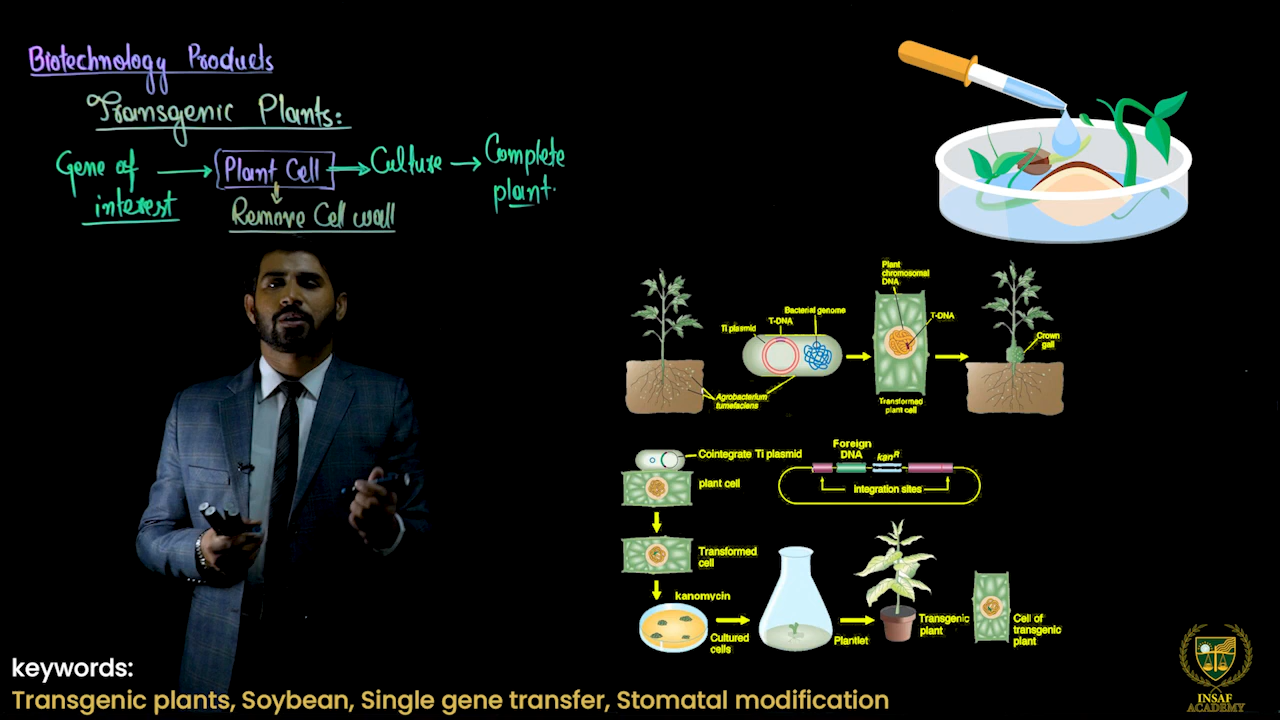 Biotechnology Products
Transgenic Plants:
Gene of interest → Plant Cell → Culture → Complete plant.
Remove Cell wall
Plant
chromosomal
DNA
T-DNA
Bacterial genome
Ti plasmid
T-DNA
Crown
gall
Agrobacterium
tumefaciens
Transformed
plant cell
Cointegrate Ti plasmid
plant cell
Foreign
DNA
kanR
integration sites
Transformed
cell
kanomycin
Cultured
cells
Plantlet
Transgenic
plant
Cell of
transgenic
plant
keywords:
Transgenic plants, Soybean, Single gene transfer, Stomatal modification
INSAF
ACADEMY